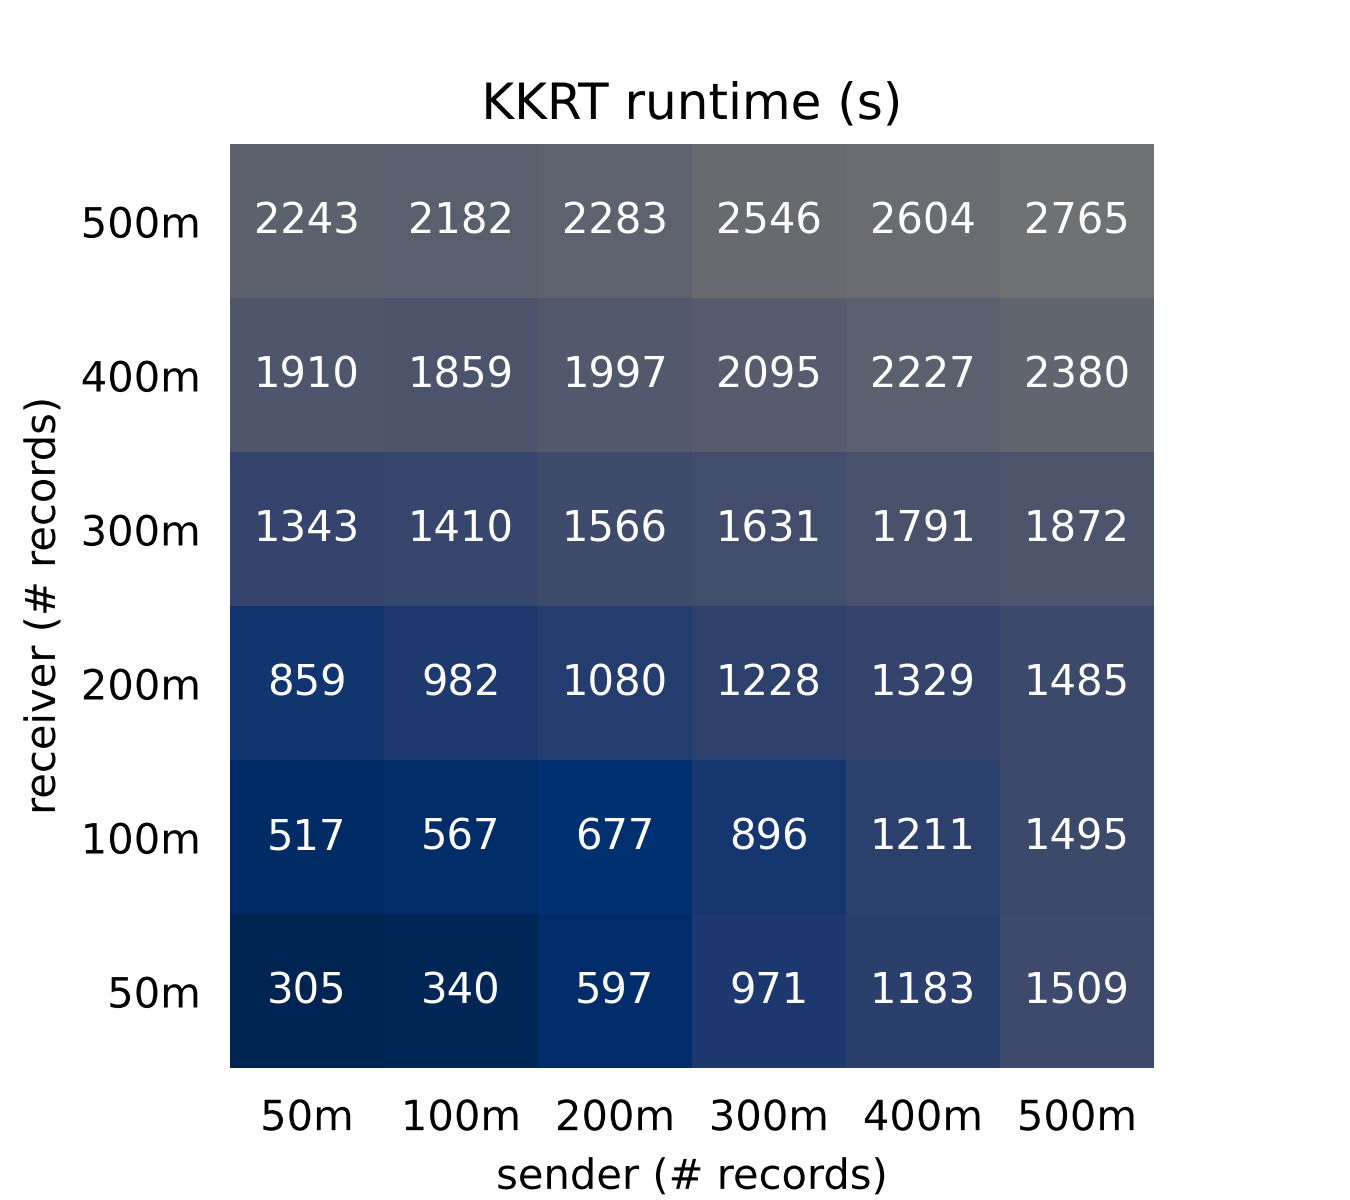 KKRT runtime (s)
500m 2243 2182 2283 2546 2604 2765
400m 1910 1859 1997 2095 2227 2380
300m 1343 1410 1566 1631 1791 1872
200m 859 982 1080 1228 1329 1485
100m 517 567 677 896 1211 1495
50m 305 340 597 971 1183 1509
50m 100m 200m 300m 400m 500m
sender (# records)
receiver (# records)